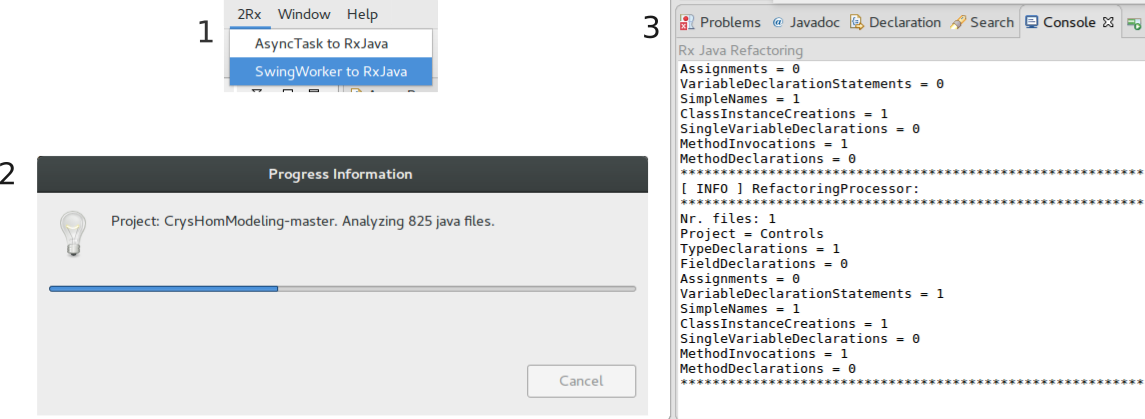 1
2Rx Window Help
AsyncTask to RxJava
SwingWorker to RxJava
2
Progress Information
Project: CrysHomModeling-master. Analyzing 825 java files.
Cancel
3
Problems @ Javadoc Declaration Search Console
Rx Java Refactoring
Assignments = 0
VariableDeclarationStatements = 0
SimpleNames = 1
ClassInstanceCreations = 1
SingleVariableDeclarations = 0
MethodInvocations = 1
MethodDeclarations = 0
***********************************************************
[ INFO ] RefactoringProcessor:
***********************************************************
Nr. files: 1
Project = Controls
TypeDeclarations = 1
FieldDeclarations = 0
Assignments = 0
VariableDeclarationStatements = 1
SimpleNames = 1
ClassInstanceCreations = 1
SingleVariableDeclarations = 0
MethodInvocations = 1
MethodDeclarations = 0
***********************************************************